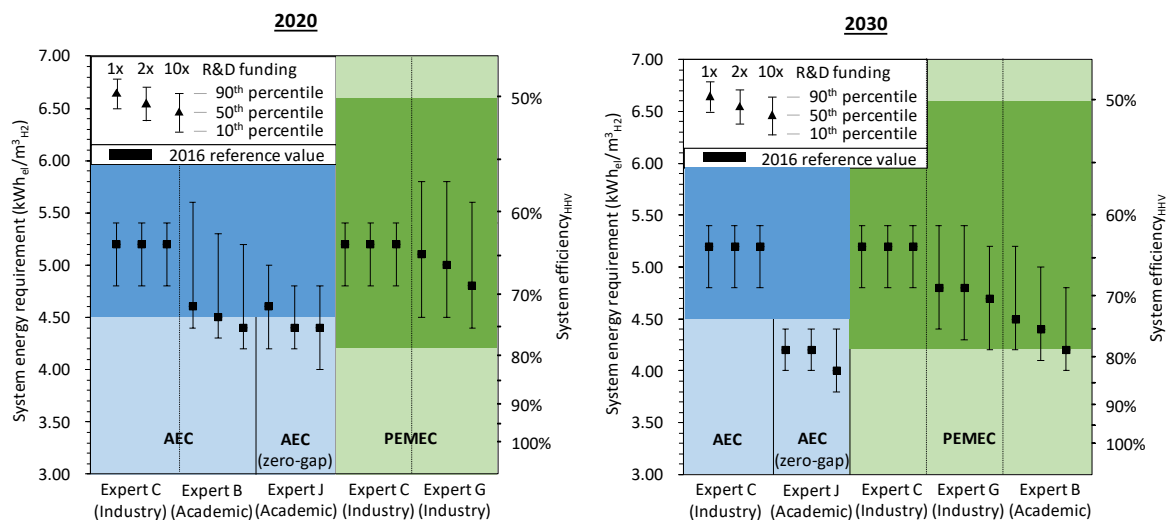 2020
System energy requirement (kWhel/m³H2)
7.00
6.50
6.00
5.50
5.00
4.50
4.00
3.50
3.00
1x 2x 10x R&D funding
90th percentile
50th percentile
10th percentile
2016 reference value
AEC
AEC
(zero-gap)
PEMEC
50%
60%
70%
80%
90%
100%
System efficiencyHHV
Expert C
(Industry)
Expert B
(Academic)
Expert J
(Academic)
Expert C
(Industry)
Expert G
(Industry)
2030
System energy requirement (kWhel/m³H2)
7.00
6.50
6.00
5.50
5.00
4.50
4.00
3.50
3.00
1x 2x 10x R&D funding
90th percentile
50th percentile
10th percentile
2016 reference value
AEC
AEC
(zero-gap)
PEMEC
50%
60%
70%
80%
90%
100%
System efficiencyHHV
Expert C
(Industry)
Expert J
(Academic)
Expert C
(Industry)
Expert G
(Industry)
Expert B
(Academic)